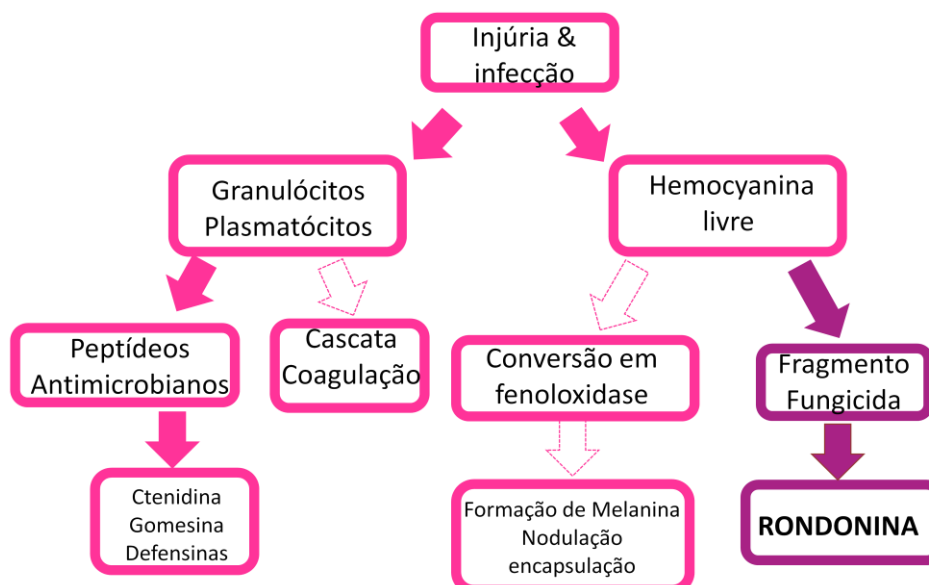 Injúria &
infecção
Granulócitos
Plasmatócitos
Hemocyanina
livre
Peptídeos
Antimicrobianos
Cascata
Coagulação
Conversão em
fenoloxidase
Fragmento
Fungicida
Ctenidina
Gomesina
Defensinas
Formação de Melanina
Nodulação
encapsulação
RONDONINA